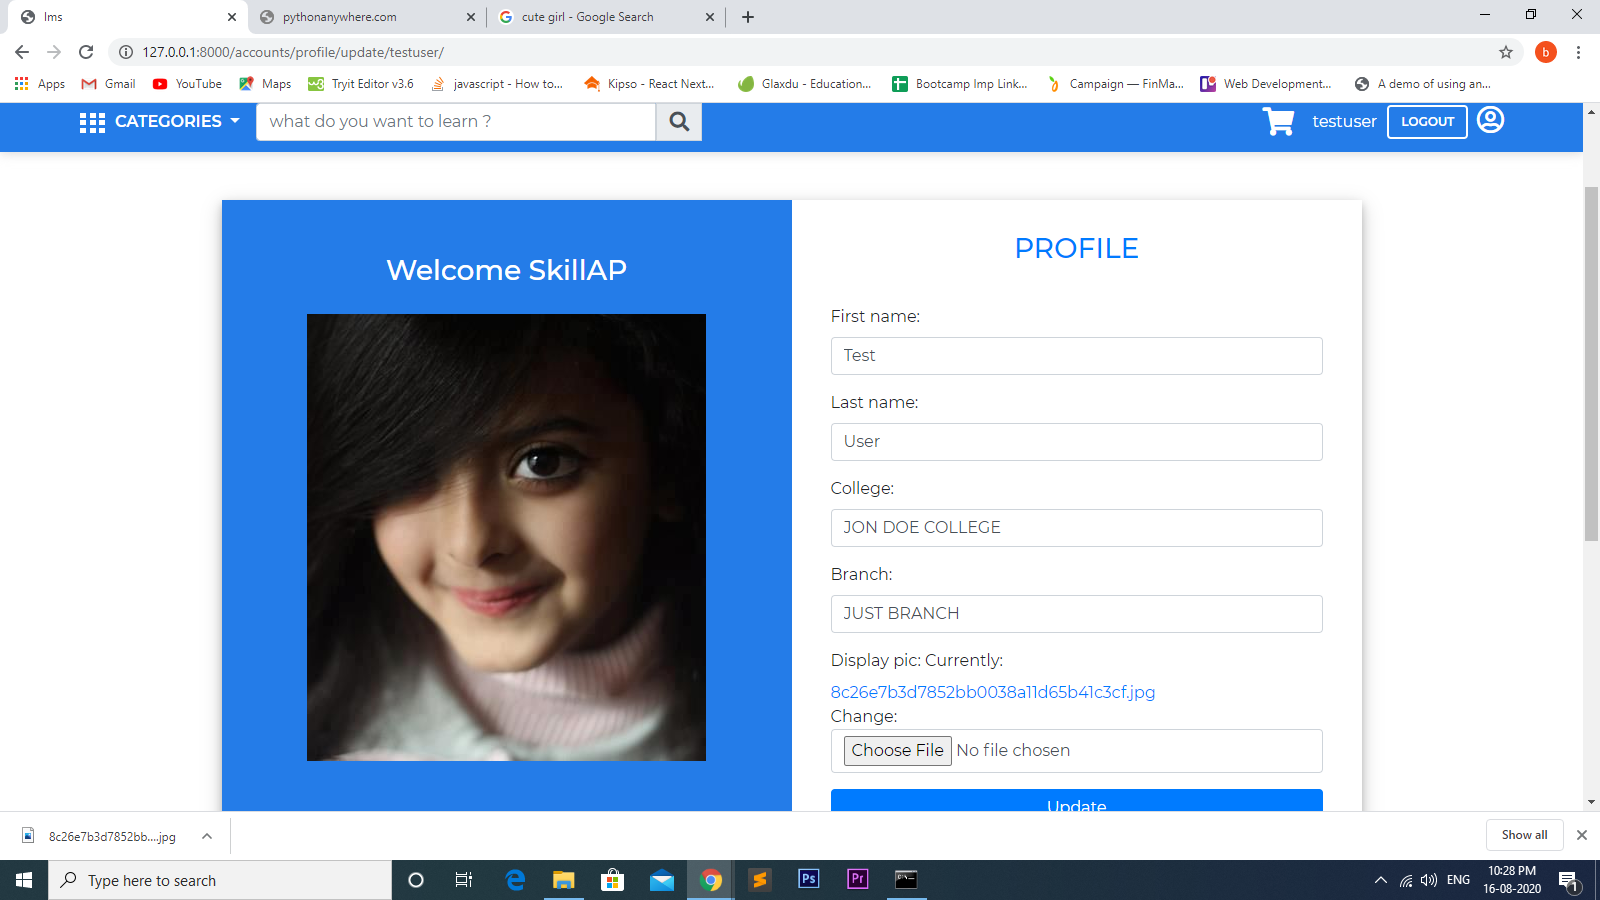 lms
pythonanywhere.com
cute girl - Google Search
127.0.0.1:8000/accounts/profile/update/testuser/
b
Apps
Gmail
YouTube
Maps
Tryit Editor v3.6
javascript - How to...
Kipso - React Next...
Glaxdu - Education...
Bootcamp Imp Link...
Campaign — FinMa...
Web Development...
A demo of using an...
CATEGORIES
what do you want to learn ?
testuser
LOGOUT
Welcome SkillAP
PROFILE
First name:
Test
Last name:
User
College:
JON DOE COLLEGE
Branch:
JUST BRANCH
Display pic: Currently:
8c26e7b3d7852bb0038a11d65b41c3cf.jpg
Change:
Choose File No file chosen
Update
8c26e7b3d7852bb....jpg
Show all
Type here to search
Ps
Pr
ENG
10:28 PM
16-08-2020
1